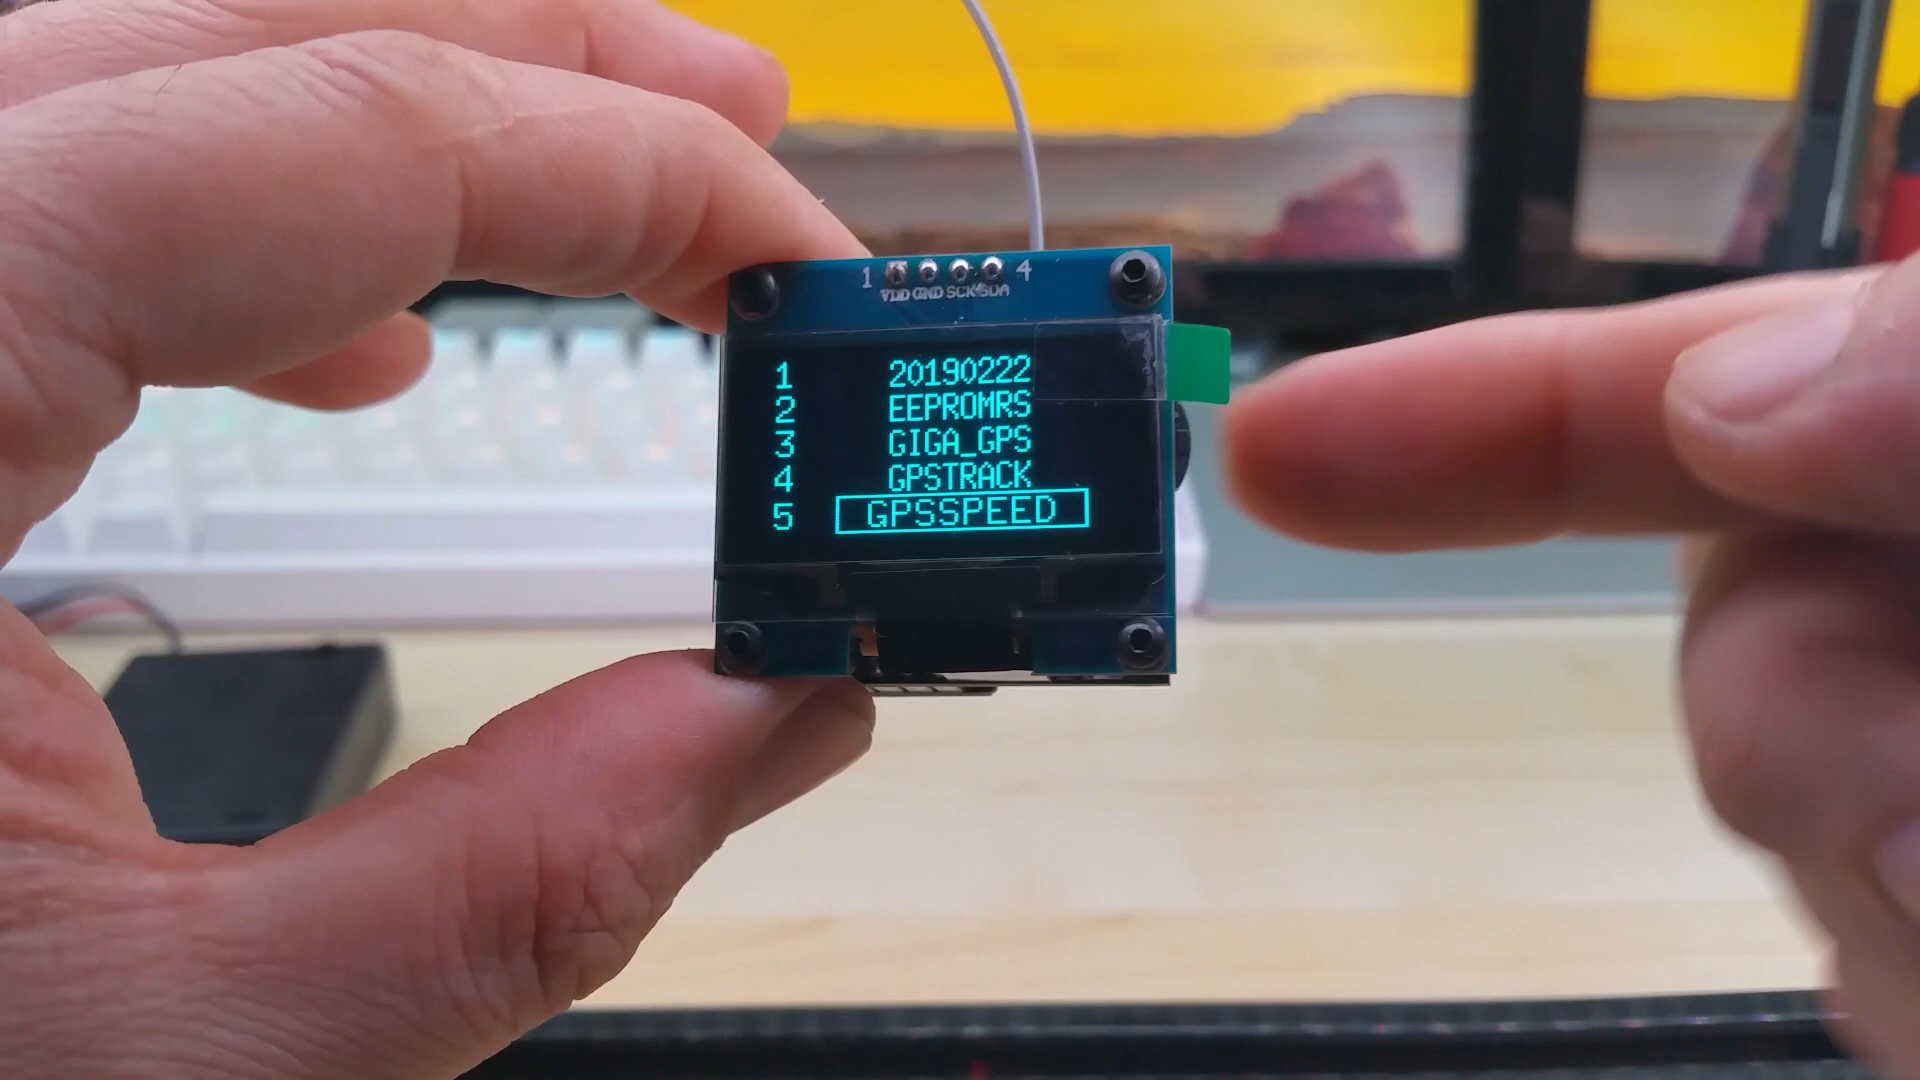 1 4
VDD GND SCK SDA
1 20190222
2 EEPROMRS
3 GIGA_GPS
4 GPSTRACK
5 GPSSPEED